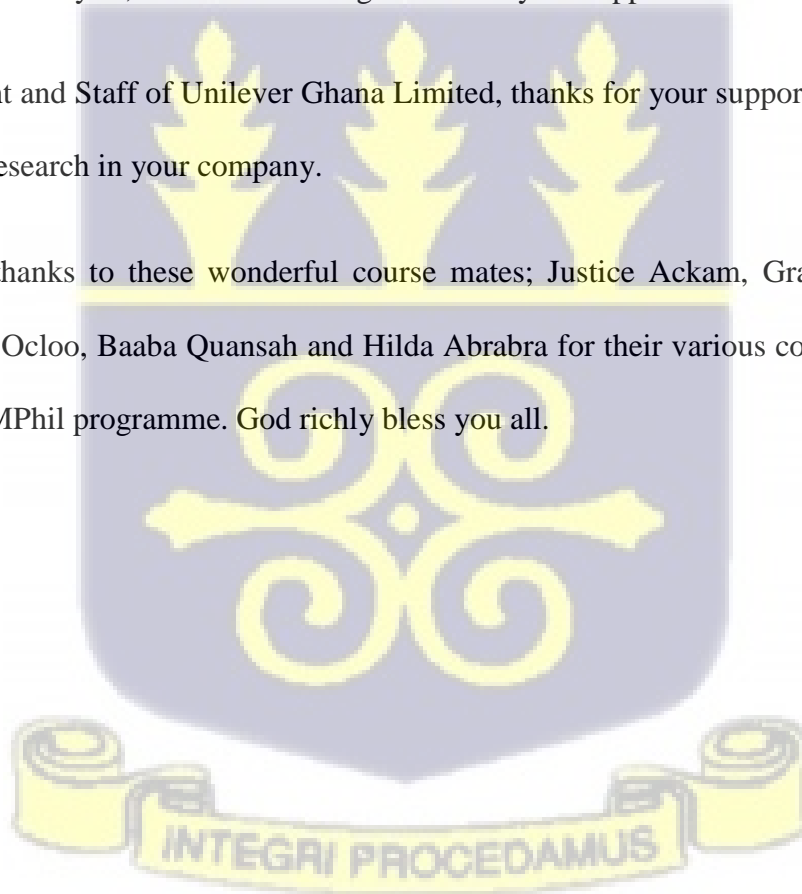 nt and Staff of Unilever Ghana Limited, thanks for your suppor
esearch in your company.
thanks to these wonderful course mates; Justice Ackam, Gra
Ocloo, Baaba Quansah and Hilda Abrabra for their various co
MPhil programme. God richly bless you all.
INTEGRI PROCEDAMUS